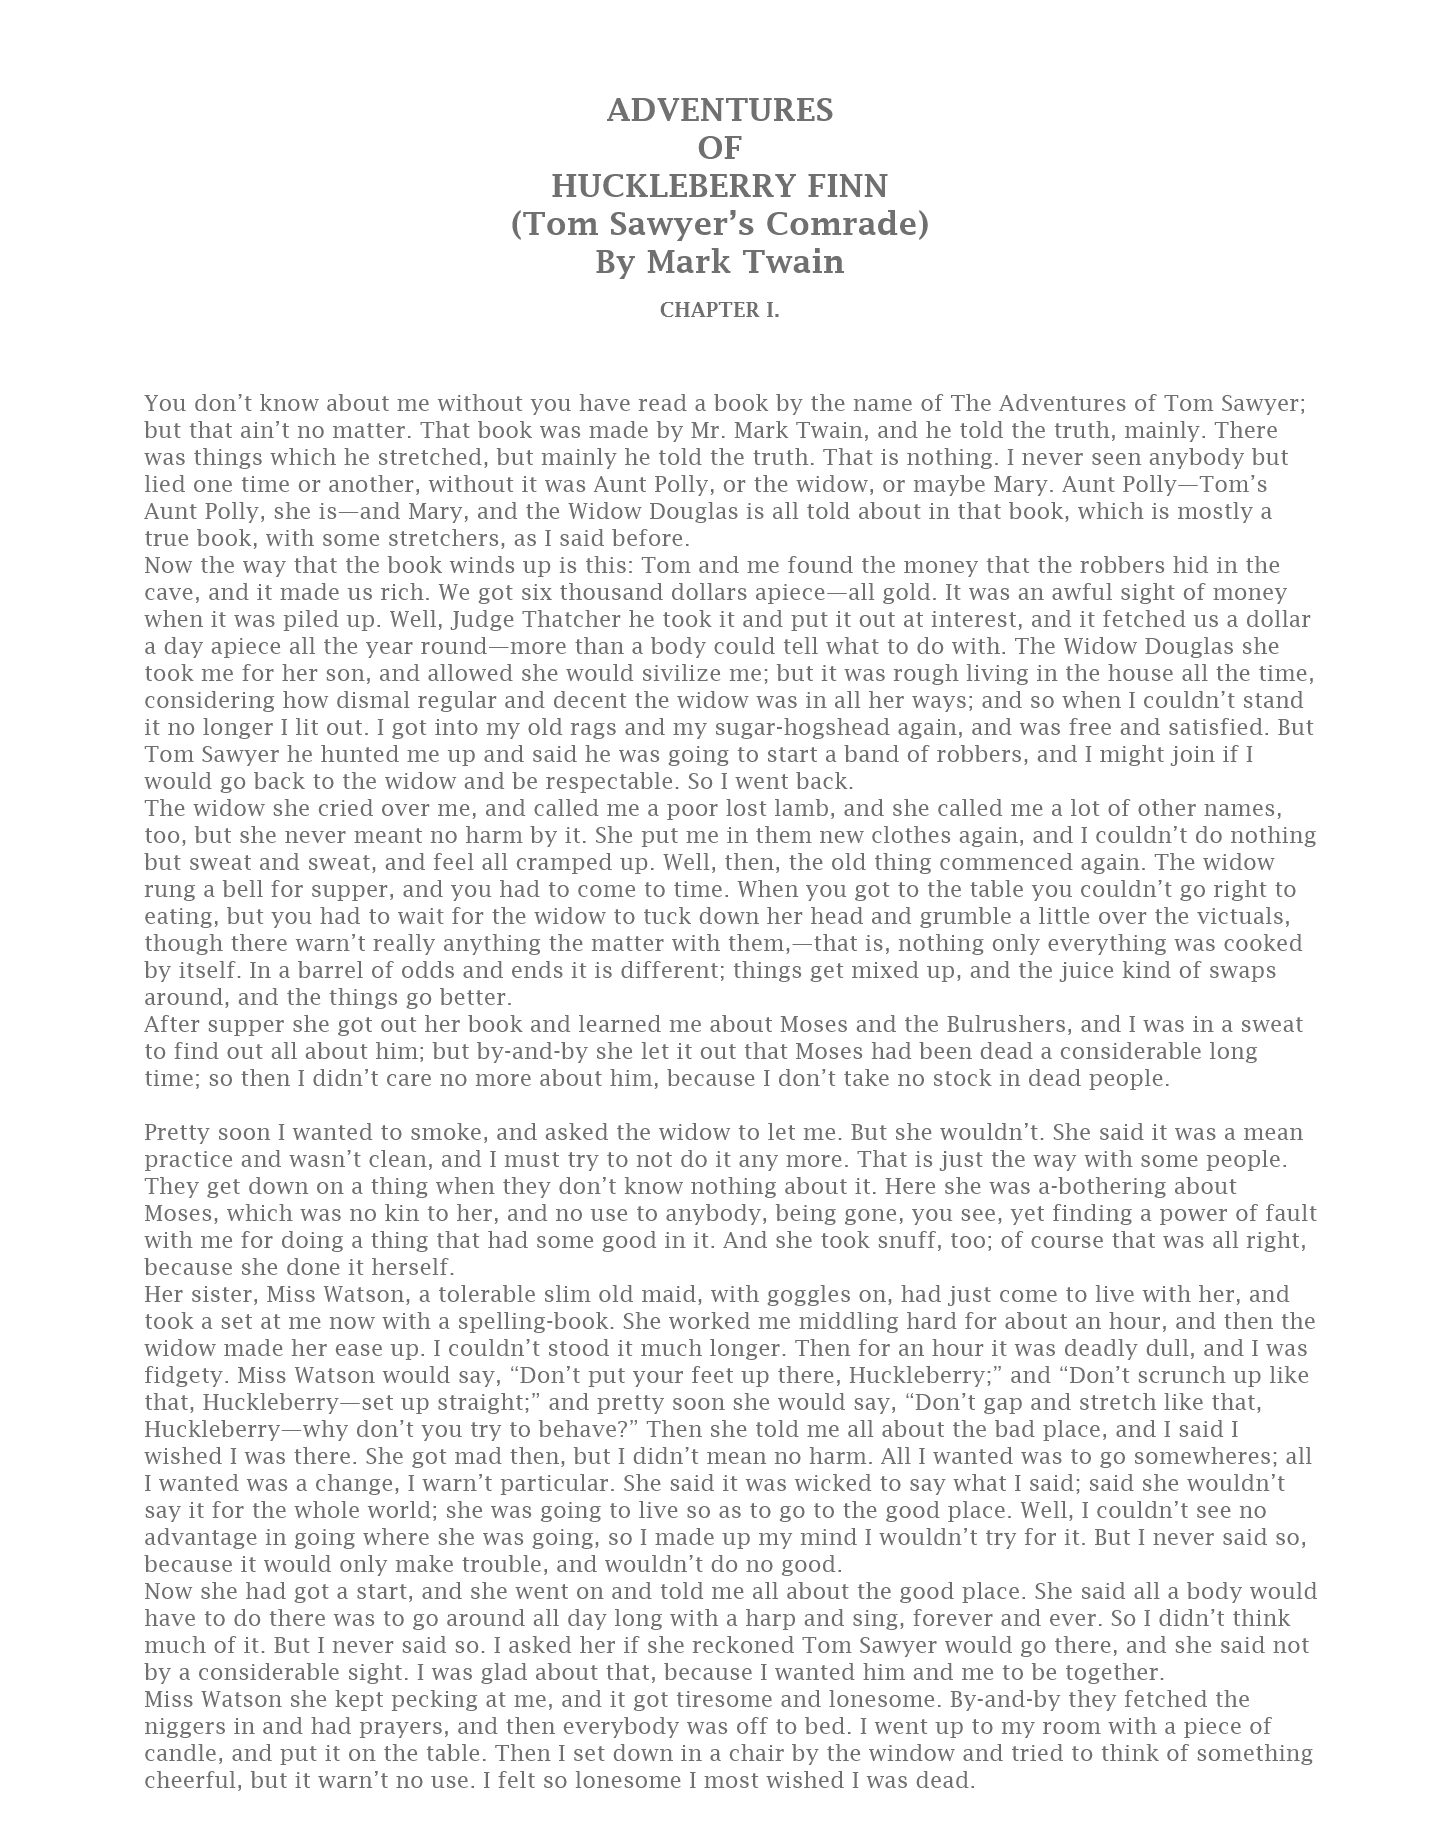 ADVENTURES
OF
HUCKLEBERRY FINN
(Tom Sawyer’s Comrade)
By Mark Twain
CHAPTER I.
You don’t know about me without you have read a book by the name of The Adventures of Tom Sawyer;
but that ain’t no matter. That book was made by Mr. Mark Twain, and he told the truth, mainly. There
was things which he stretched, but mainly he told the truth. That is nothing. I never seen anybody but
lied one time or another, without it was Aunt Polly, or the widow, or maybe Mary. Aunt Polly—Tom’s
Aunt Polly, she is—and Mary, and the Widow Douglas is all told about in that book, which is mostly a
true book, with some stretchers, as I said before.
Now the way that the book winds up is this: Tom and me found the money that the robbers hid in the
cave, and it made us rich. We got six thousand dollars apiece—all gold. It was an awful sight of money
when it was piled up. Well, Judge Thatcher he took it and put it out at interest, and it fetched us a dollar
a day apiece all the year round—more than a body could tell what to do with. The Widow Douglas she
took me for her son, and allowed she would sivilize me; but it was rough living in the house all the time,
considering how dismal regular and decent the widow was in all her ways; and so when I couldn’t stand
it no longer I lit out. I got into my old rags and my sugar-hogshead again, and was free and satisfied. But
Tom Sawyer he hunted me up and said he was going to start a band of robbers, and I might join if I
would go back to the widow and be respectable. So I went back.
The widow she cried over me, and called me a poor lost lamb, and she called me a lot of other names,
too, but she never meant no harm by it. She put me in them new clothes again, and I couldn’t do nothing
but sweat and sweat, and feel all cramped up. Well, then, the old thing commenced again. The widow
rung a bell for supper, and you had to come to time. When you got to the table you couldn’t go right to
eating, but you had to wait for the widow to tuck down her head and grumble a little over the victuals,
though there warn’t really anything the matter with them,—that is, nothing only everything was cooked
by itself. In a barrel of odds and ends it is different; things get mixed up, and the juice kind of swaps
around, and the things go better.
After supper she got out her book and learned me about Moses and the Bulrushers, and I was in a sweat
to find out all about him; but by-and-by she let it out that Moses had been dead a considerable long
time; so then I didn’t care no more about him, because I don’t take no stock in dead people.
Pretty soon I wanted to smoke, and asked the widow to let me. But she wouldn’t. She said it was a mean
practice and wasn’t clean, and I must try to not do it any more. That is just the way with some people.
They get down on a thing when they don’t know nothing about it. Here she was a-bothering about
Moses, which was no kin to her, and no use to anybody, being gone, you see, yet finding a power of fault
with me for doing a thing that had some good in it. And she took snuff, too; of course that was all right,
because she done it herself.
Her sister, Miss Watson, a tolerable slim old maid, with goggles on, had just come to live with her, and
took a set at me now with a spelling-book. She worked me middling hard for about an hour, and then the
widow made her ease up. I couldn’t stood it much longer. Then for an hour it was deadly dull, and I was
fidgety. Miss Watson would say, “Don’t put your feet up there, Huckleberry;” and “Don’t scrunch up like
that, Huckleberry—set up straight;” and pretty soon she would say, “Don’t gap and stretch like that,
Huckleberry—why don’t you try to behave?” Then she told me all about the bad place, and I said I
wished I was there. She got mad then, but I didn’t mean no harm. All I wanted was to go somewheres; all
I wanted was a change, I warn’t particular. She said it was wicked to say what I said; said she wouldn’t
say it for the whole world; she was going to live so as to go to the good place. Well, I couldn’t see no
advantage in going where she was going, so I made up my mind I wouldn’t try for it. But I never said so,
because it would only make trouble, and wouldn’t do no good.
Now she had got a start, and she went on and told me all about the good place. She said all a body would
have to do there was to go around all day long with a harp and sing, forever and ever. So I didn’t think
much of it. But I never said so. I asked her if she reckoned Tom Sawyer would go there, and she said not
by a considerable sight. I was glad about that, because I wanted him and me to be together.
Miss Watson she kept pecking at me, and it got tiresome and lonesome. By-and-by they fetched the
niggers in and had prayers, and then everybody was off to bed. I went up to my room with a piece of
candle, and put it on the table. Then I set down in a chair by the window and tried to think of something
cheerful, but it warn’t no use. I felt so lonesome I most wished I was dead.